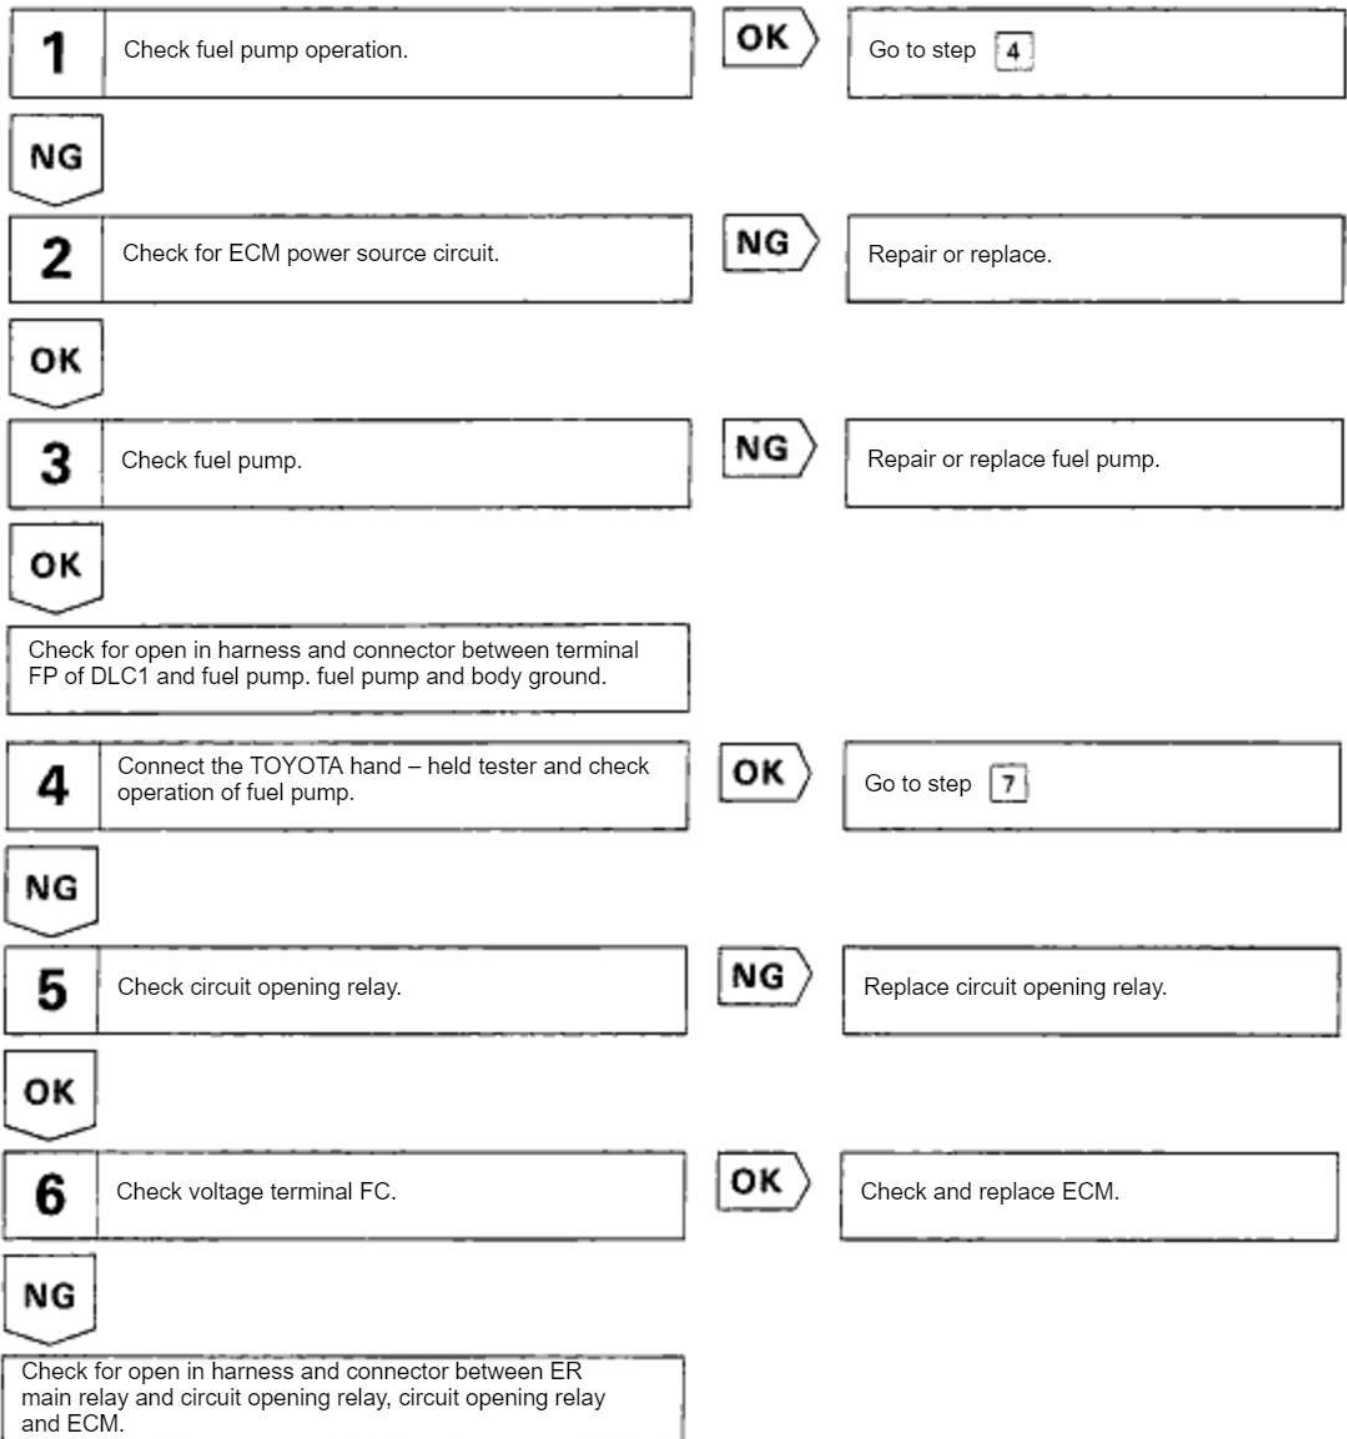 1 Check fuel pump operation. OK Go to step 4
NG
2 Check for ECM power source circuit. NG Repair or replace.
OK
3 Check fuel pump. NG Repair or replace fuel pump.
OK
Check for open in harness and connector between terminal
FP of DLC1 and fuel pump. fuel pump and body ground.
4 Connect the TOYOTA hand – held tester and check
operation of fuel pump.
OK Go to step 7
NG
5 Check circuit opening relay. NG Replace circuit opening relay.
OK
6 Check voltage terminal FC. OK Check and replace ECM.
NG
Check for open in harness and connector between ER
main relay and circuit opening relay, circuit opening relay
and ECM.